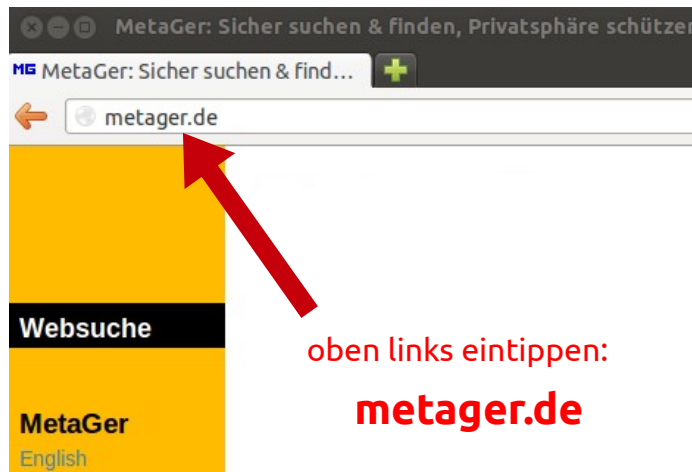 MetaGer: Sicher suchen & finden, Privatsphäre schützen
MG MetaGer: Sicher suchen & find...
metager.de
Websuche
oben links eintippen:
metager.de
MetaGer
English